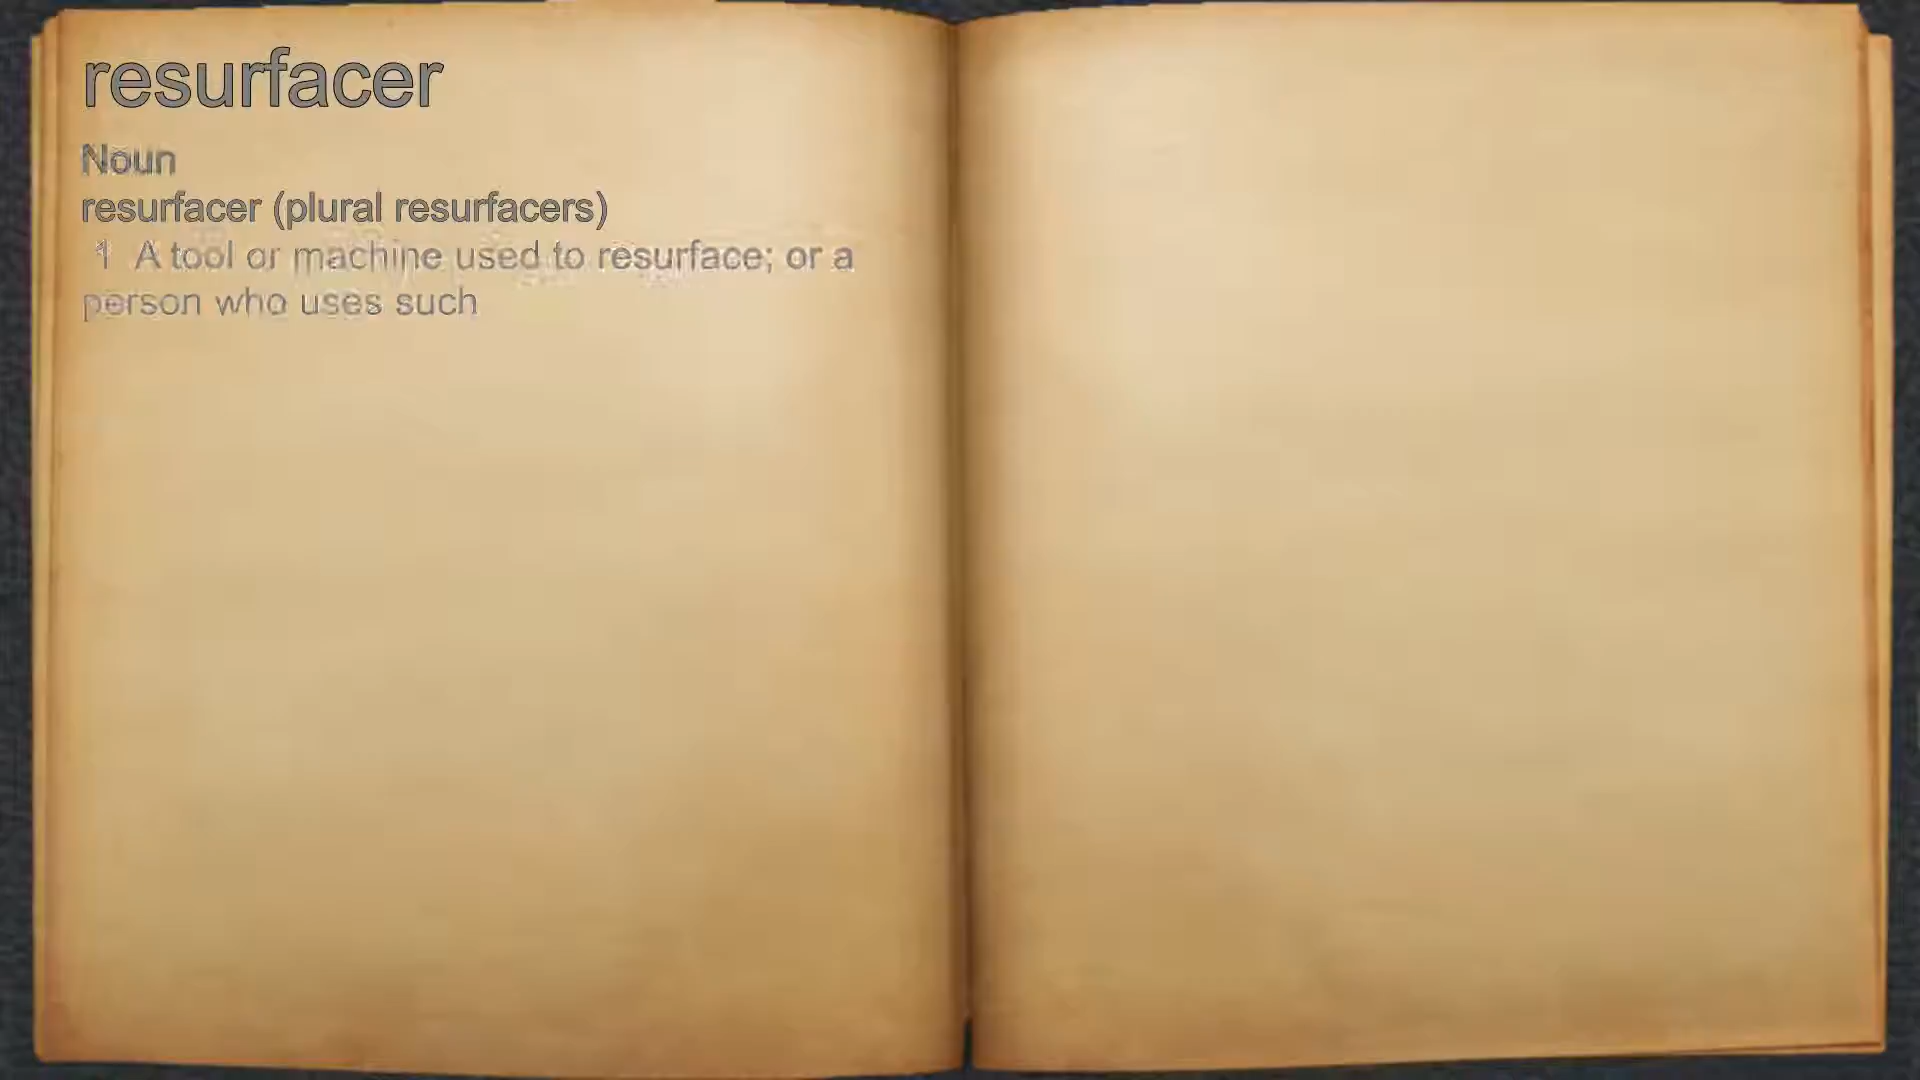 resurfacer
Noun
resurfacer (plural resurfacers)
1 A tool or machine used to resurface; or a
person who uses such